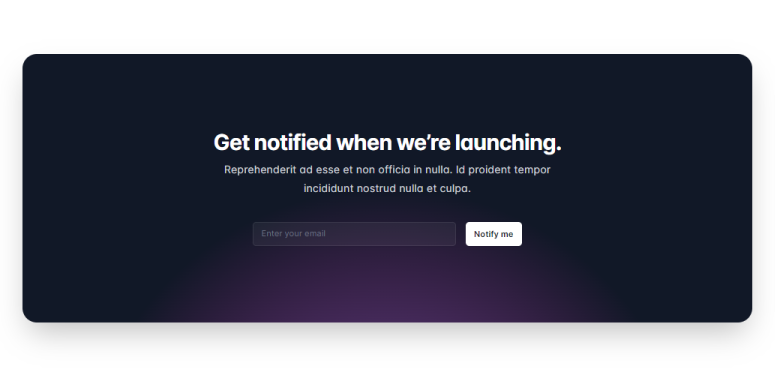 Get notified when we’re launching.
Reprehenderit ad esse et non officia in nulla. Id proident tempor
incididunt nostrud nulla et culpa.
Enter your email
Notify me